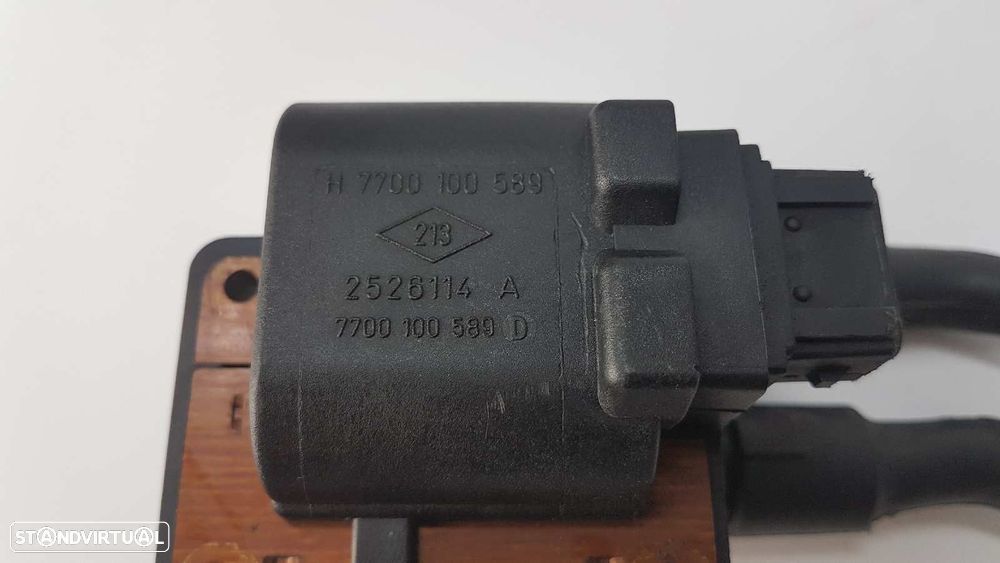 H 7700 100 589
213
2526114 A
7700 100 589 D
STANDVIRTUAL